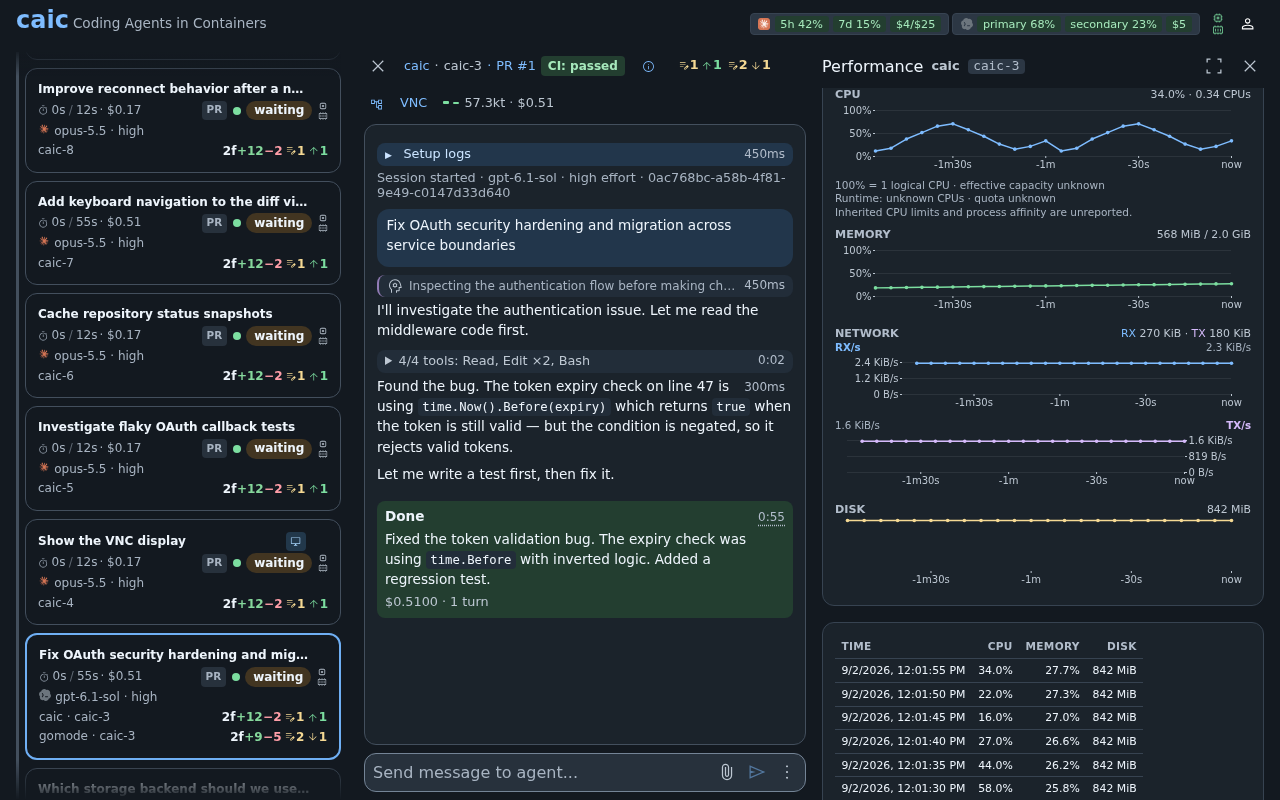 caic Coding Agents in Containers
5h 42% 7d 15% $4/$25
primary 68% secondary 23% $5
Improve reconnect behavior after a n…
0s / 12s · $0.17 PR waiting
opus-5.5 · high
caic-8 2f+12−2 1 ↑1
Add keyboard navigation to the diff vi…
0s / 55s · $0.51 PR waiting
opus-5.5 · high
caic-7 2f+12−2 1 ↑1
Cache repository status snapshots
0s / 12s · $0.17 PR waiting
opus-5.5 · high
caic-6 2f+12−2 1 ↑1
Investigate flaky OAuth callback tests
0s / 12s · $0.17 PR waiting
opus-5.5 · high
caic-5 2f+12−2 1 ↑1
Show the VNC display
0s / 12s · $0.17 PR waiting
opus-5.5 · high
caic-4 2f+12−2 1 ↑1
Fix OAuth security hardening and mig…
0s / 55s · $0.51 PR waiting
gpt-6.1-sol · high
caic · caic-3 2f+12−2 1 ↑1
gomode · caic-3 2f+9−5 2 ↓1
Which storage backend should we use…
caic · caic-3 · PR #1 CI: passed 1 ↑1 2 ↓1
VNC 57.3kt · $0.51
Setup logs 450ms
Session started · gpt-6.1-sol · high effort · 0ac768bc-a58b-4f81-
9e49-c0147d33d640
Fix OAuth security hardening and migration across
service boundaries
Inspecting the authentication flow before making ch… 450ms
I'll investigate the authentication issue. Let me read the
middleware code first.
4/4 tools: Read, Edit ×2, Bash 0:02
Found the bug. The token expiry check on line 47 is 300ms
using time.Now().Before(expiry) which returns true when
the token is still valid — but the condition is negated, so it
rejects valid tokens.
Let me write a test first, then fix it.
Done 0:55
Fixed the token validation bug. The expiry check was
using time.Before with inverted logic. Added a
regression test.
$0.5100 · 1 turn
Send message to agent…
Performance caic caic-3
CPU 34.0% · 0.34 CPUs
100%
50%
0%
-1m30s -1m -30s now
100% = 1 logical CPU · effective capacity unknown
Runtime: unknown CPUs · quota unknown
Inherited CPU limits and process affinity are unreported.
MEMORY 568 MiB / 2.0 GiB
100%
50%
0%
-1m30s -1m -30s now
NETWORK RX 270 KiB · TX 180 KiB
RX/s 2.3 KiB/s
2.4 KiB/s
1.2 KiB/s
0 B/s
-1m30s -1m -30s now
1.6 KiB/s TX/s
1.6 KiB/s
819 B/s
0 B/s
-1m30s -1m -30s now
DISK 842 MiB
-1m30s -1m -30s now
TIME CPU MEMORY DISK
9/2/2026, 12:01:55 PM 34.0% 27.7% 842 MiB
9/2/2026, 12:01:50 PM 22.0% 27.3% 842 MiB
9/2/2026, 12:01:45 PM 16.0% 27.0% 842 MiB
9/2/2026, 12:01:40 PM 27.0% 26.6% 842 MiB
9/2/2026, 12:01:35 PM 44.0% 26.2% 842 MiB
9/2/2026, 12:01:30 PM 58.0% 25.8% 842 MiB